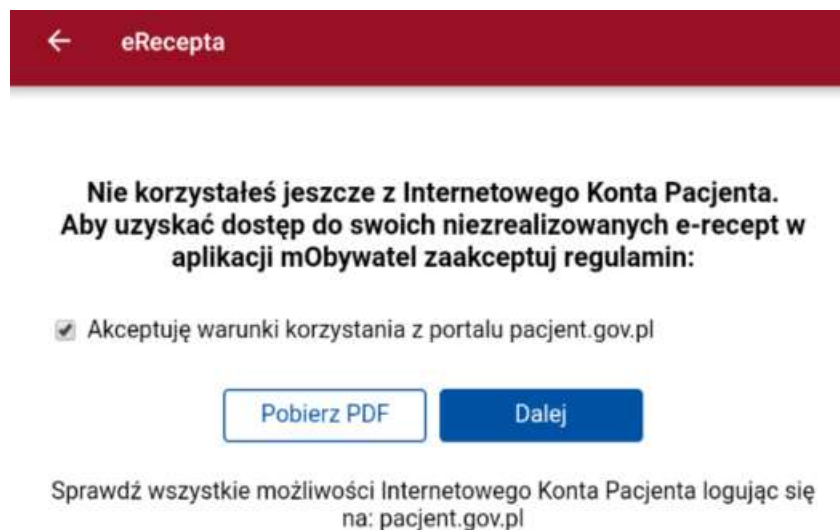 eRecepta
Nie korzystałeś jeszcze z Internetowego Konta Pacjenta.
Aby uzyskać dostęp do swoich niezrealizowanych e-recept w
aplikacji mObywatel zaakceptuj regulamin:
Akceptuję warunki korzystania z portalu pacjent.gov.pl
Pobierz PDF Dalej
Sprawdź wszystkie możliwości Internetowego Konta Pacjenta logując się
na: pacjent.gov.pl